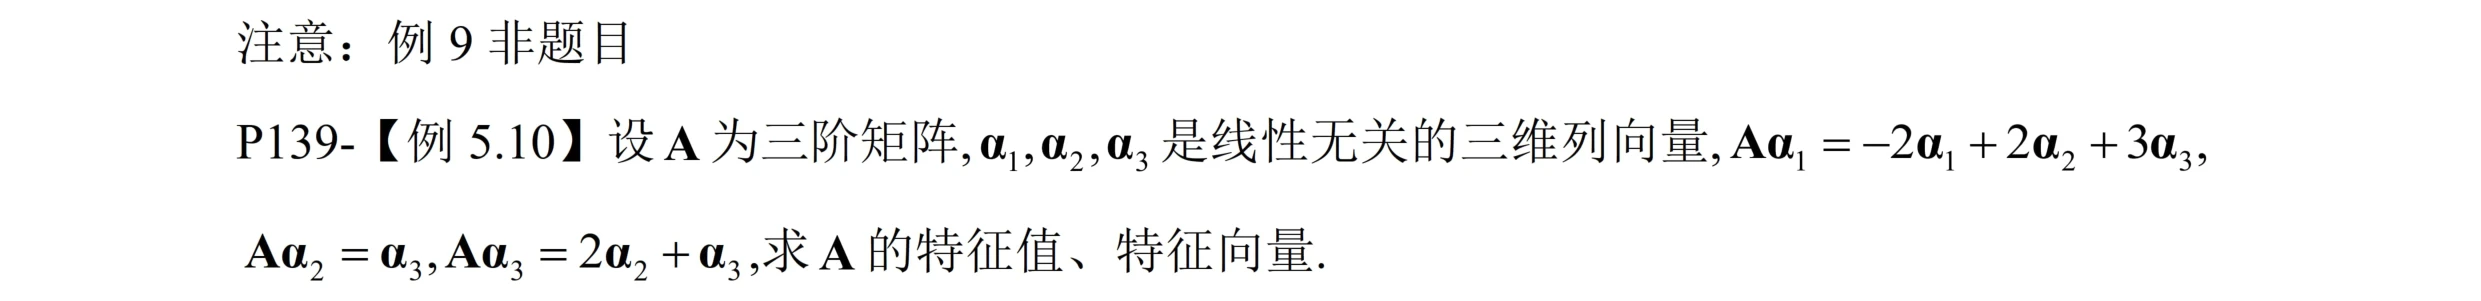 注意：例 9 非题目
P139-【例 5.10】设 A 为三阶矩阵,α₁,α₂,α₃ 是线性无关的三维列向量,Aα₁ = −2α₁ + 2α₂ + 3α₃,
Aα₂ = α₃,Aα₃ = 2α₂ + α₃,求 A 的特征值、特征向量.